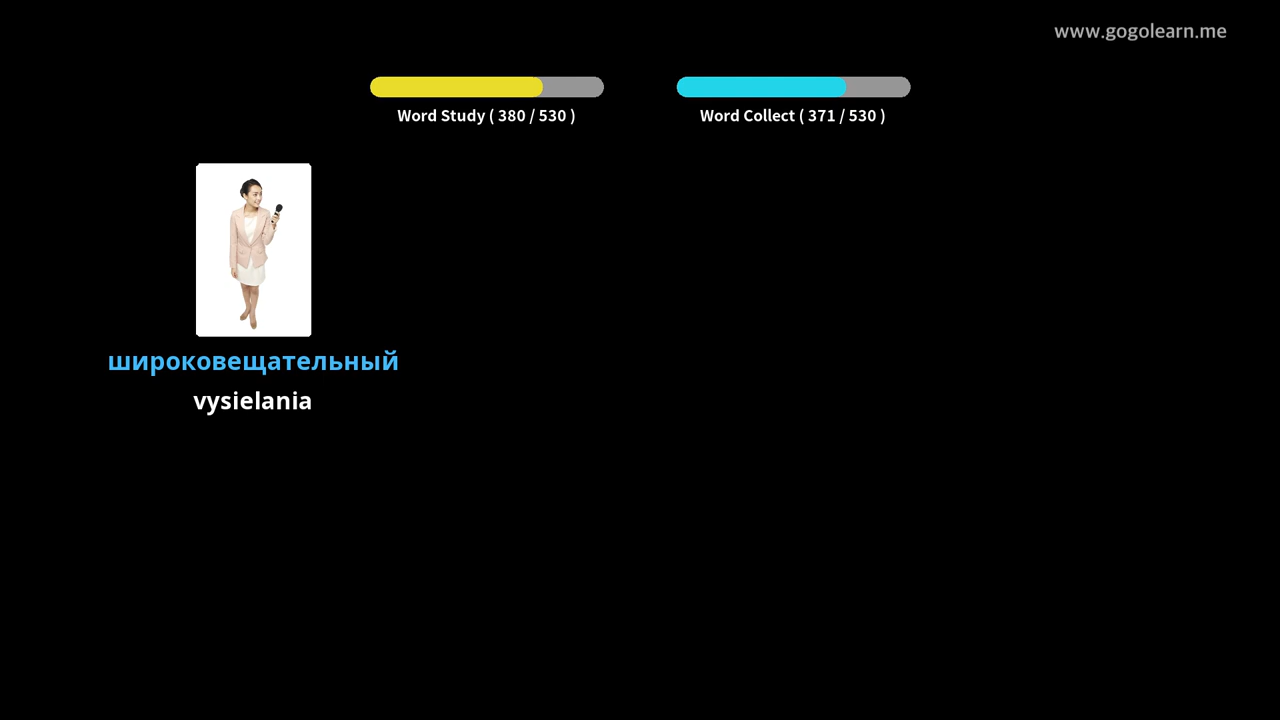 www.gogolearn.me
Word Study ( 380 / 530 )
Word Collect ( 371 / 530 )
широковещательный
vysielania